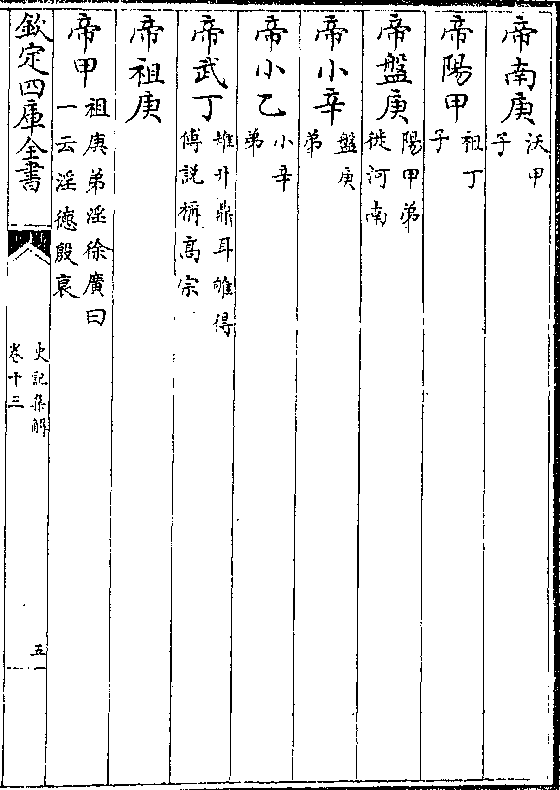 帝南庚沃甲子
帝陽甲祖丁子
帝盤庚陽甲弟徙河南
帝小辛盤庚弟
帝小乙小辛弟
帝武丁雉升鼎耳雊得傅説稱高宗
帝祖庚
帝甲祖庚弟淫徐廣曰一云淫徳殷衰
欽定四庫全書
史記集解
卷十三
五